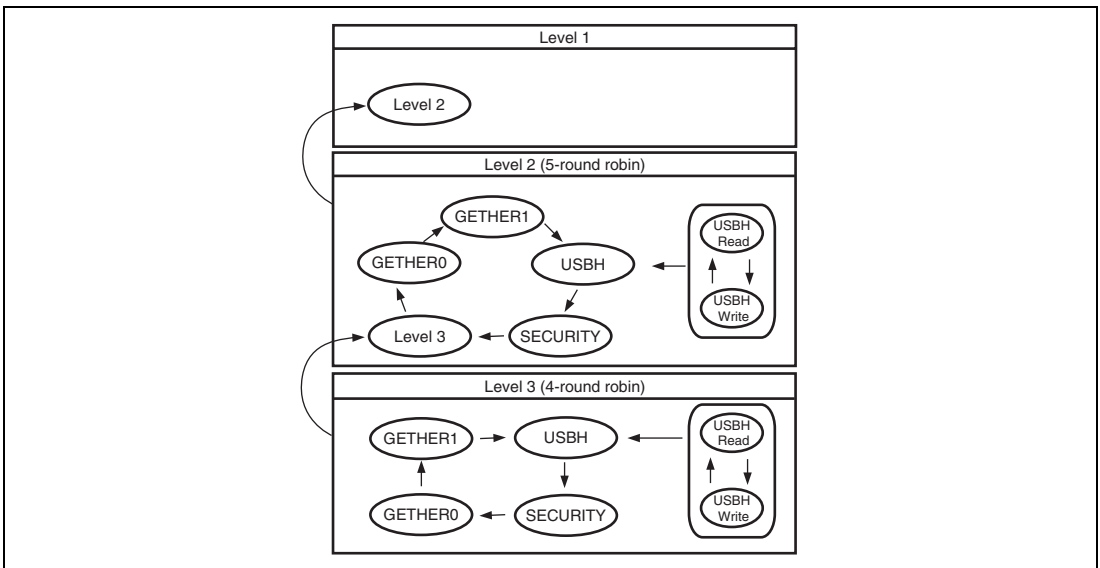 Level 1
Level 2
Level 2 (5-round robin)
GETHER1
GETHER0
USBH
Level 3
SECURITY
USBH
Read
USBH
Write
Level 3 (4-round robin)
GETHER1
USBH
GETHER0
SECURITY
USBH
Read
USBH
Write